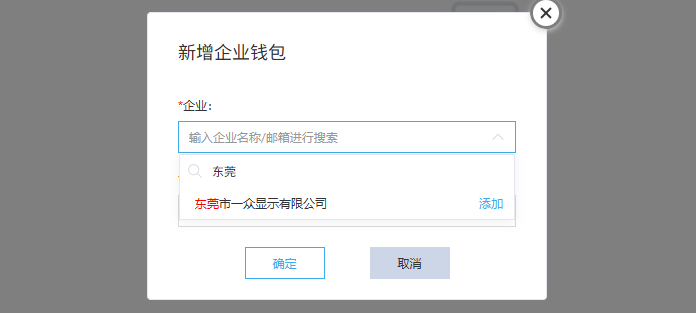 新增企业钱包
*企业：
输入企业名称/邮箱进行搜索
东莞
东莞市一众显示有限公司 添加
确定 取消